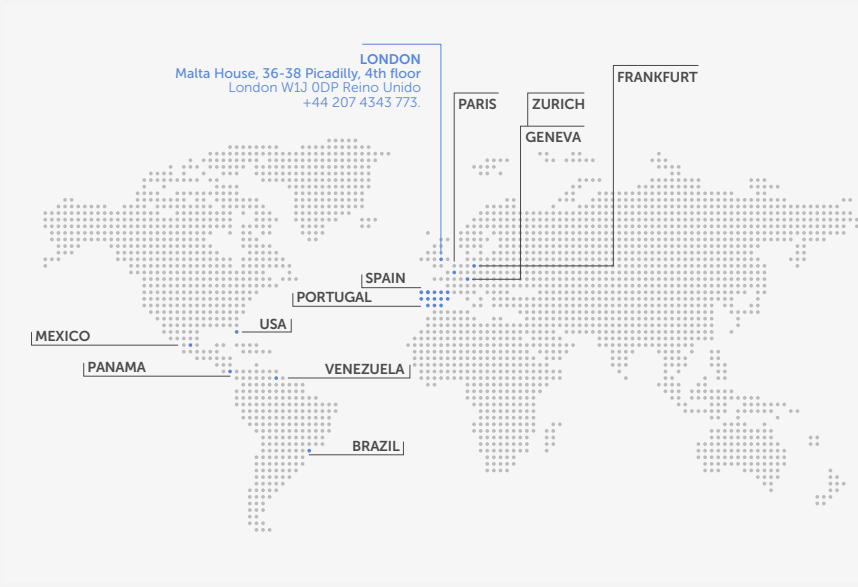 LONDON
Malta House, 36-38 Picadilly, 4th floor
London W1J 0DP Reino Unido
+44 207 4343 773.
FRANKFURT
PARIS
ZURICH
GENEVA
SPAIN
PORTUGAL
USA
MEXICO
PANAMA
VENEZUELA
BRAZIL